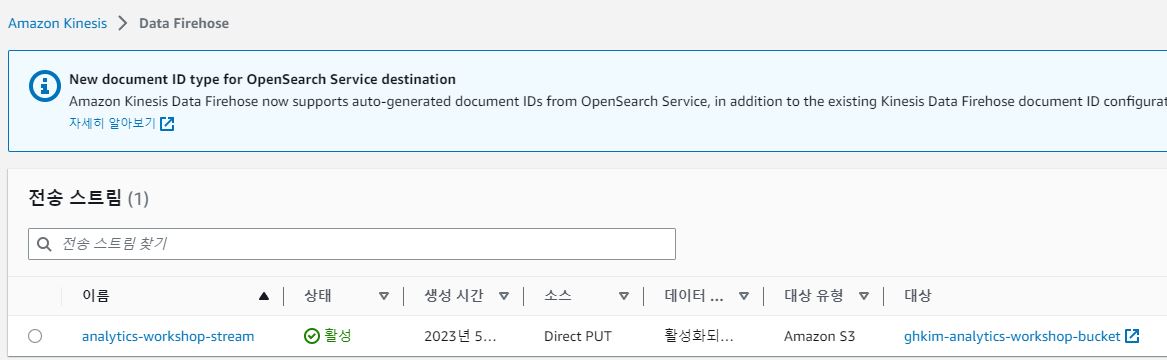 Amazon Kinesis > Data Firehose
New document ID type for OpenSearch Service destination
Amazon Kinesis Data Firehose now supports auto-generated document IDs from OpenSearch Service, in addition to the existing Kinesis Data Firehose document ID configurat
자세히 알아보기
전송 스트림 (1)
전송 스트림 찾기
이름 상태 생성 시간 소스 데이터 ... 대상 유형 대상
analytics-workshop-stream 활성 2023년 5... Direct PUT 활성화되... Amazon S3 ghkim-analytics-workshop-bucket